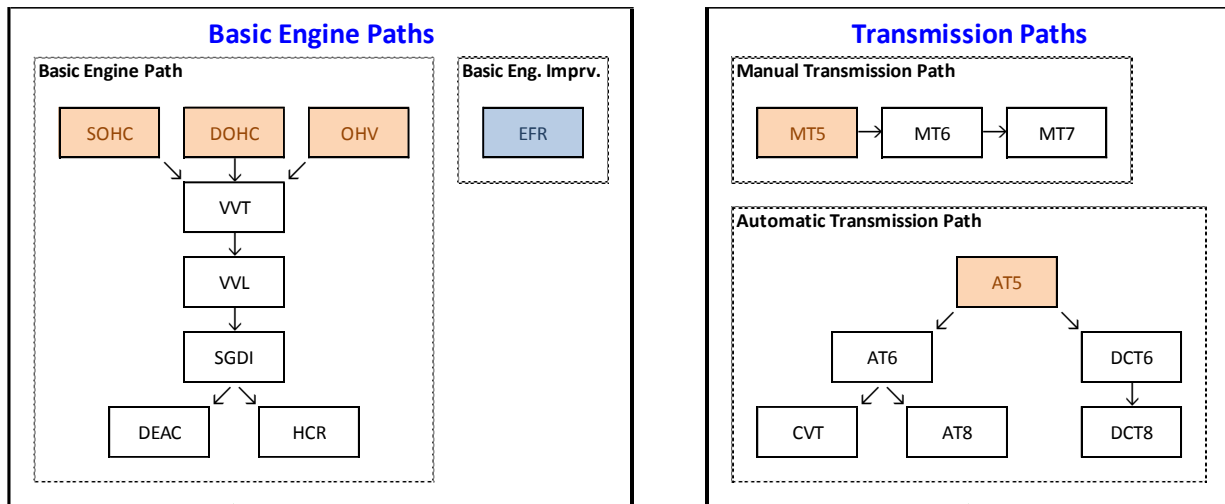 Basic Engine Paths
Basic Engine Path
SOHC
DOHC
OHV
VVT
VVL
SGDI
DEAC
HCR
Basic Eng. Imprv.
EFR
Transmission Paths
Manual Transmission Path
MT5
MT6
MT7
Automatic Transmission Path
AT5
AT6
DCT6
CVT
AT8
DCT8